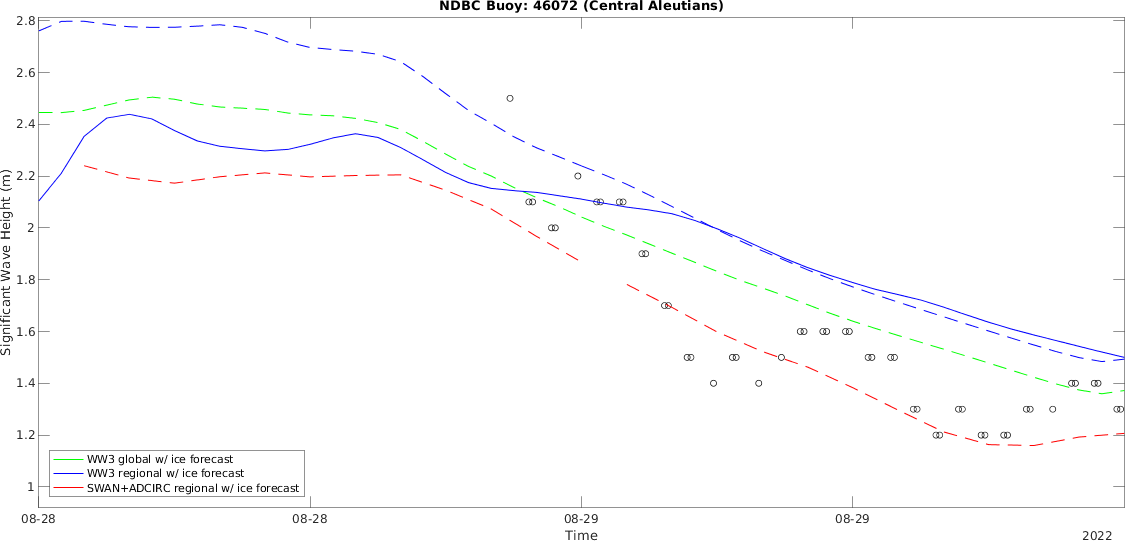 NDBC Buoy: 46072 (Central Aleutians)
2.8
2.6
2.4
2.2
2
1.8
1.6
1.4
1.2
1
Significant Wave Height (m)
WW3 global w/ ice forecast
WW3 regional w/ ice forecast
SWAN+ADCIRC regional w/ ice forecast
08-28 08-28 08-29 08-29
Time
2022